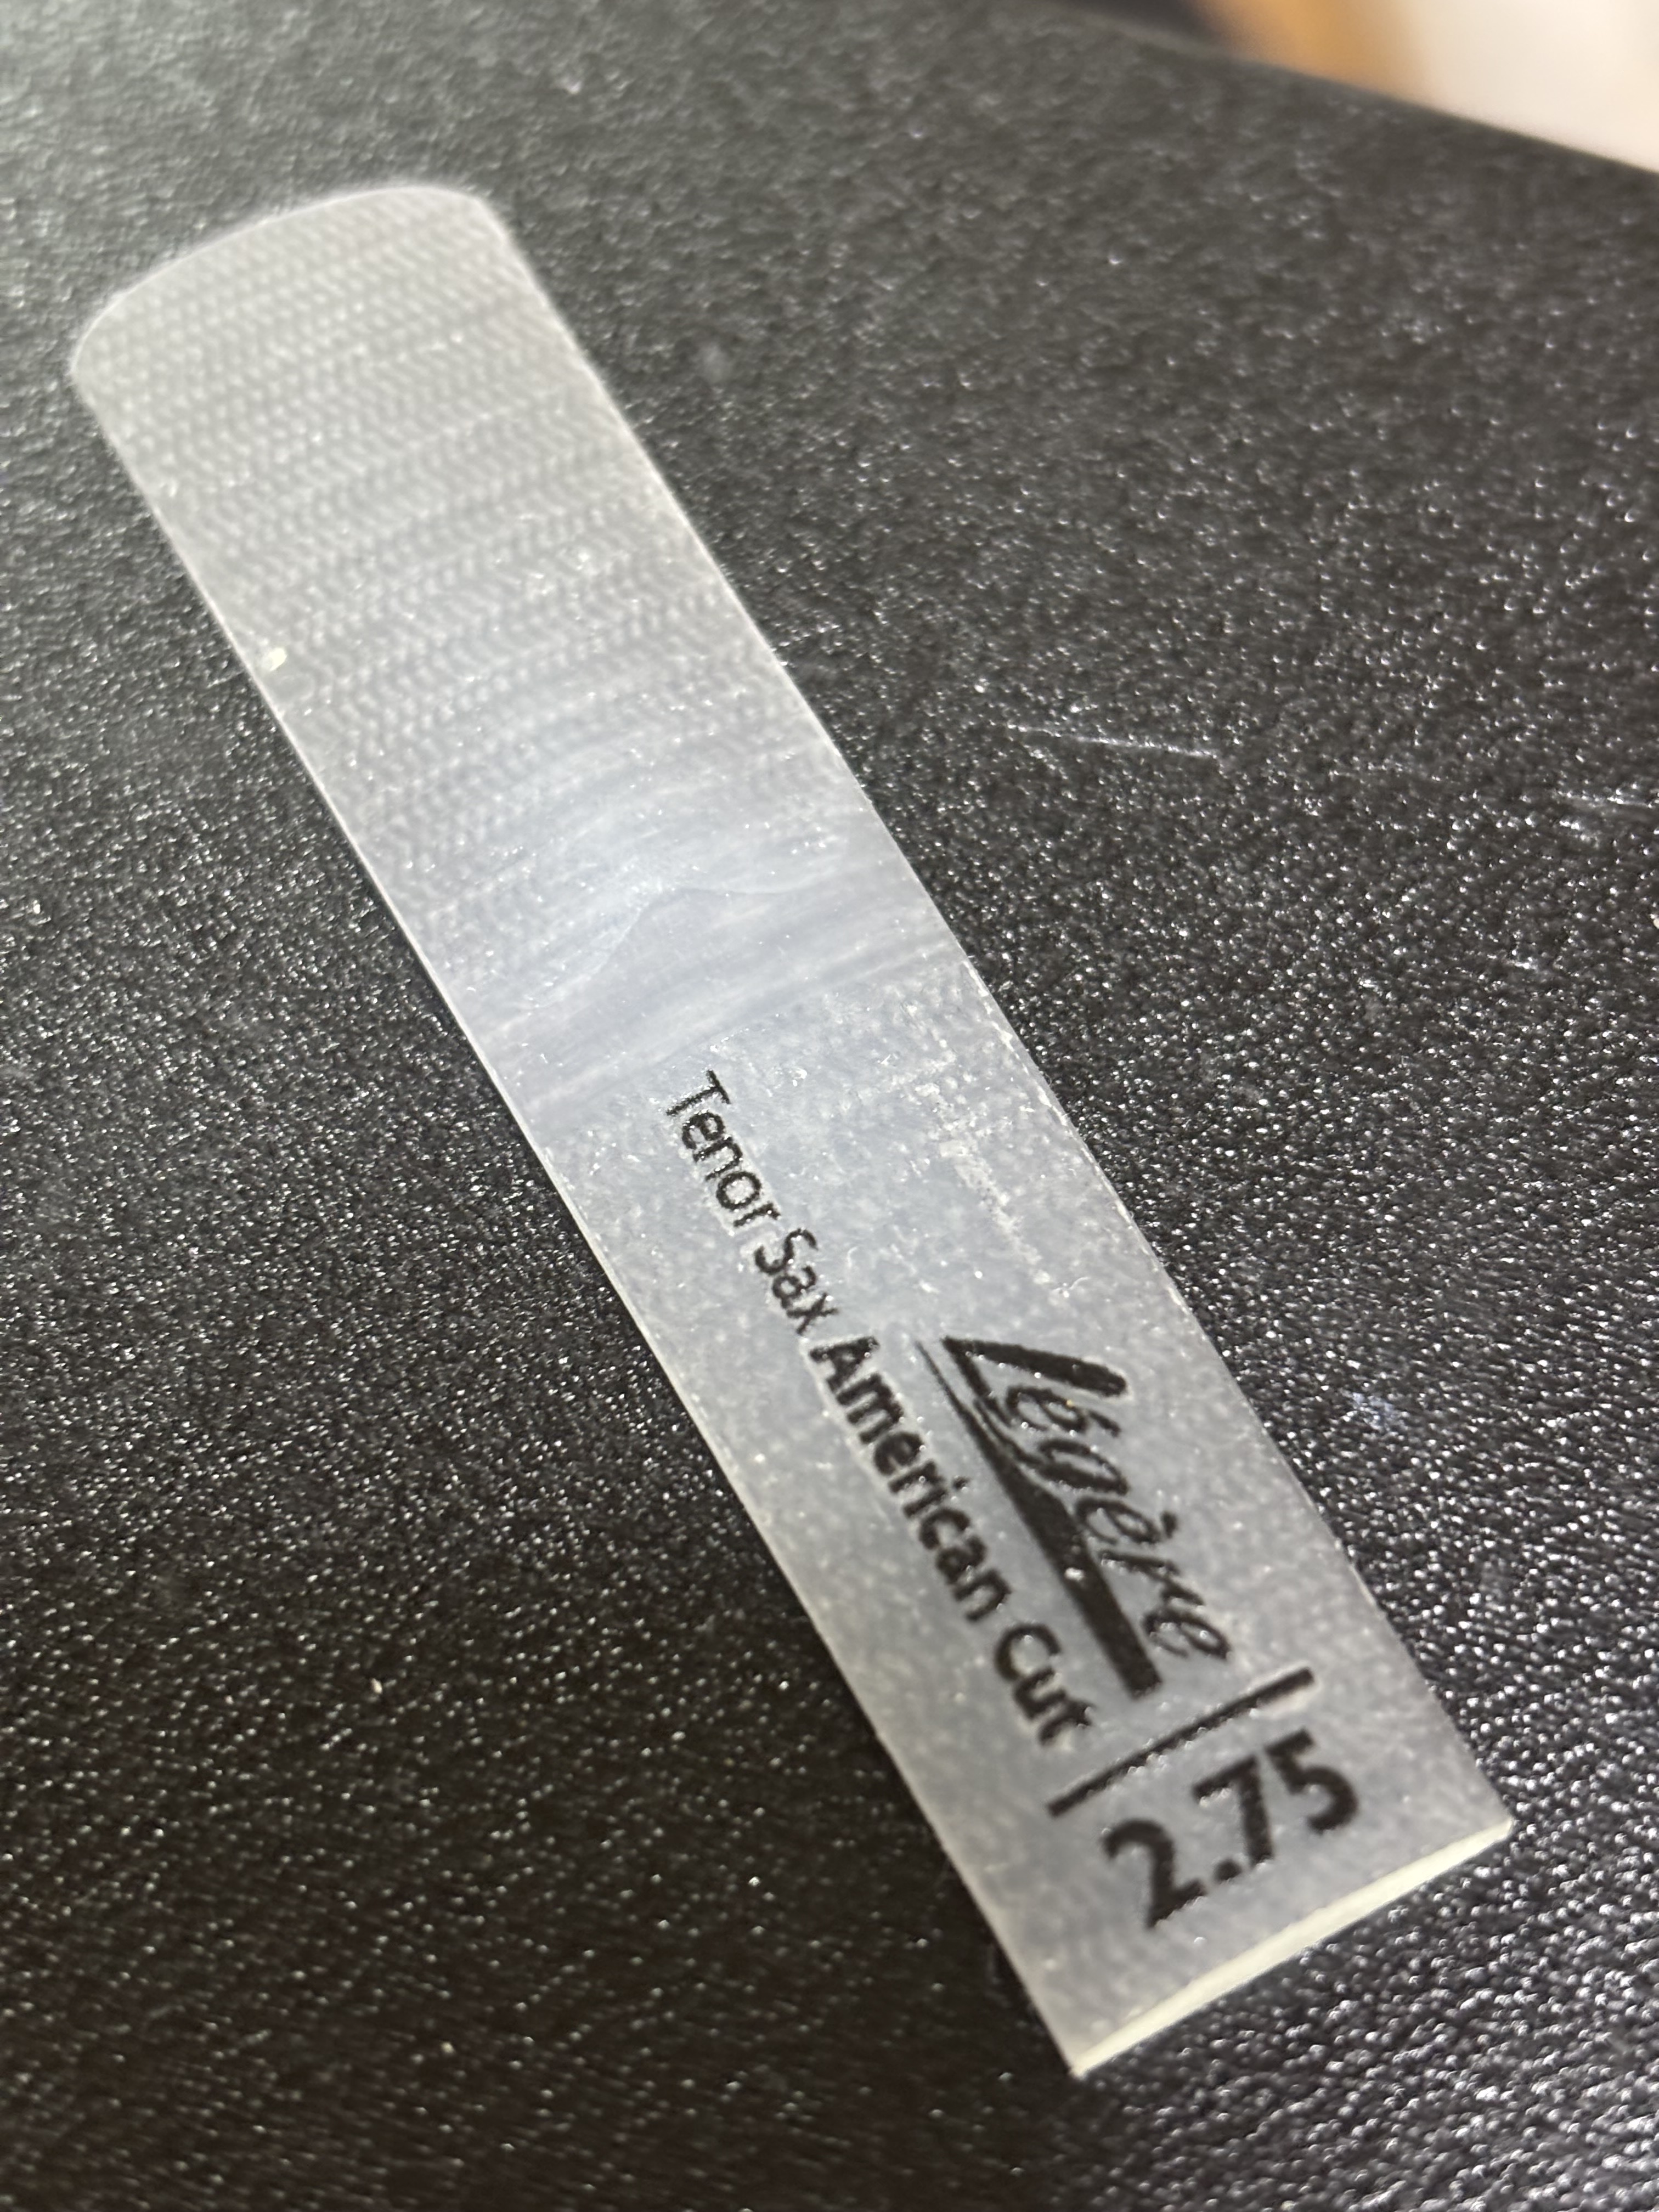 Légère
Tenor Sax American Cut
2.75